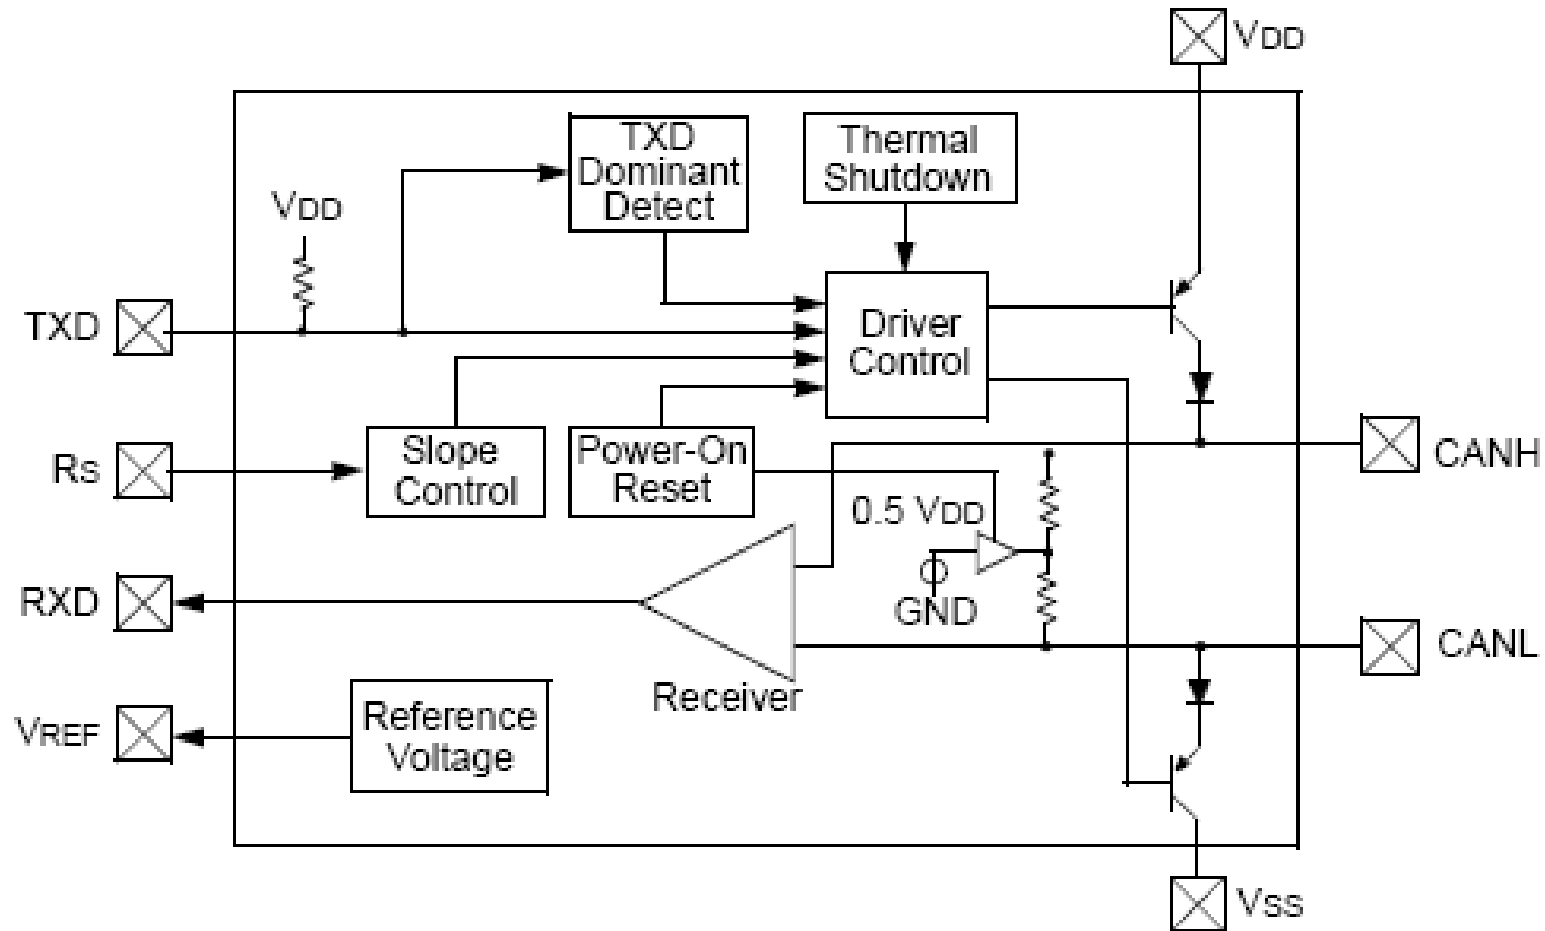 VDD
TXD
Dominant
Detect
Thermal
Shutdown
VDD
TXD
Driver
Control
Rs
Slope
Control
Power-On
Reset
CANH
0.5 VDD
GND
RXD
CANL
Receiver
VREF
Reference
Voltage
VSS